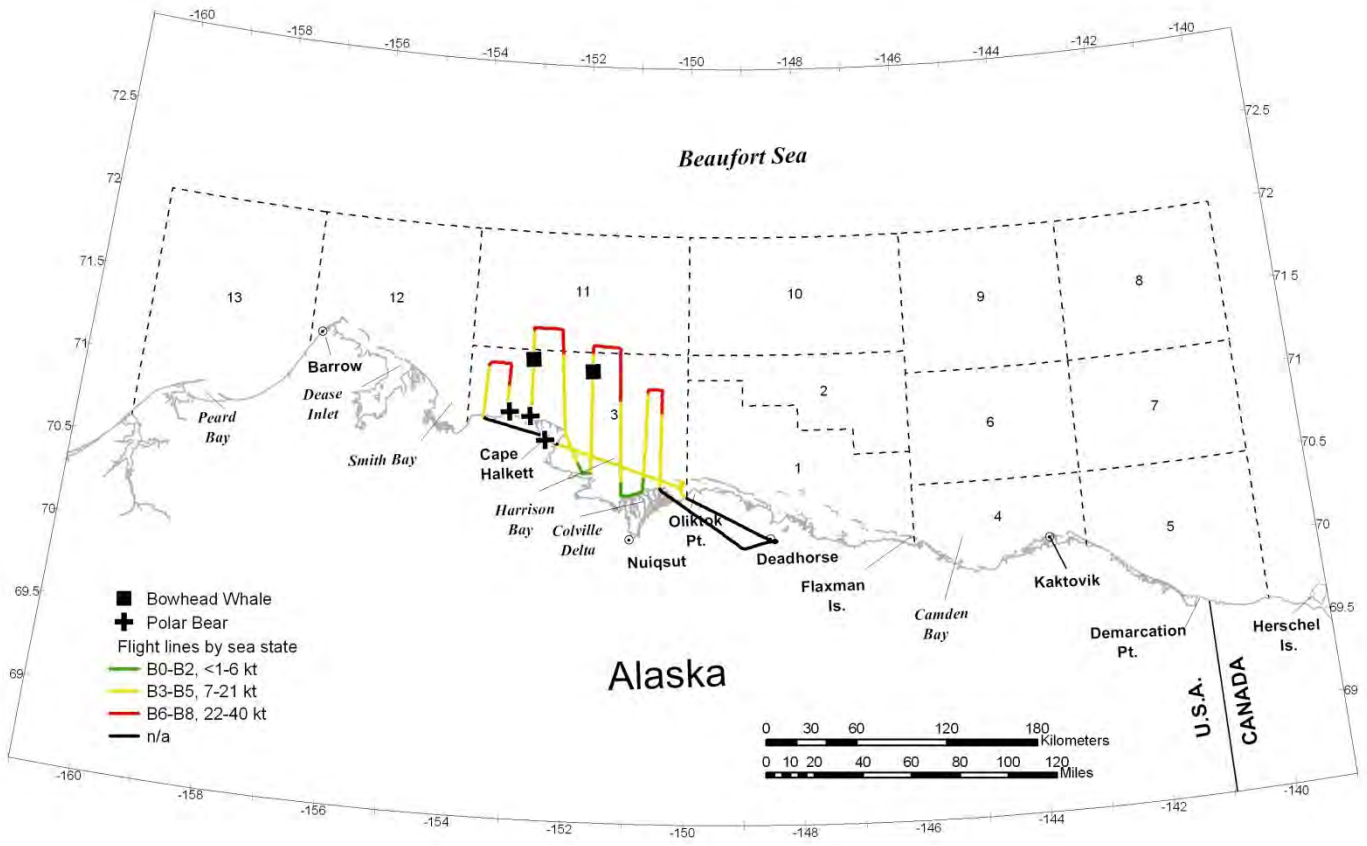 -160
-158
-156
-154
-152
-150
-148
-146
-144
-142
-140
72.5
72.5
72
72
71.5
71.5
71
71
70.5
70.5
70
70
69.5
69.5
69
69
Beaufort Sea
13
12
11
10
9
8
3
2
6
7
1
4
5
Barrow
Dease
Inlet
Peard
Bay
Smith Bay
Cape
Halkett
Harrison
Bay
Colville
Delta
Oliktok
Pt.
Nuiqsut
Deadhorse
Flaxman
Is.
Camden
Bay
Kaktovik
Demarcation
Pt.
Herschel
Is.
Bowhead Whale
Polar Bear
Flight lines by sea state
B0-B2, <1-6 kt
B3-B5, 7-21 kt
B6-B8, 22-40 kt
n/a
Alaska
U.S.A.
CANADA
0 30 60 120 180
Kilometers
0 10 20 40 60 80 100 120
Miles
-160
-158
-156
-154
-152
-150
-148
-146
-144
-142
-140